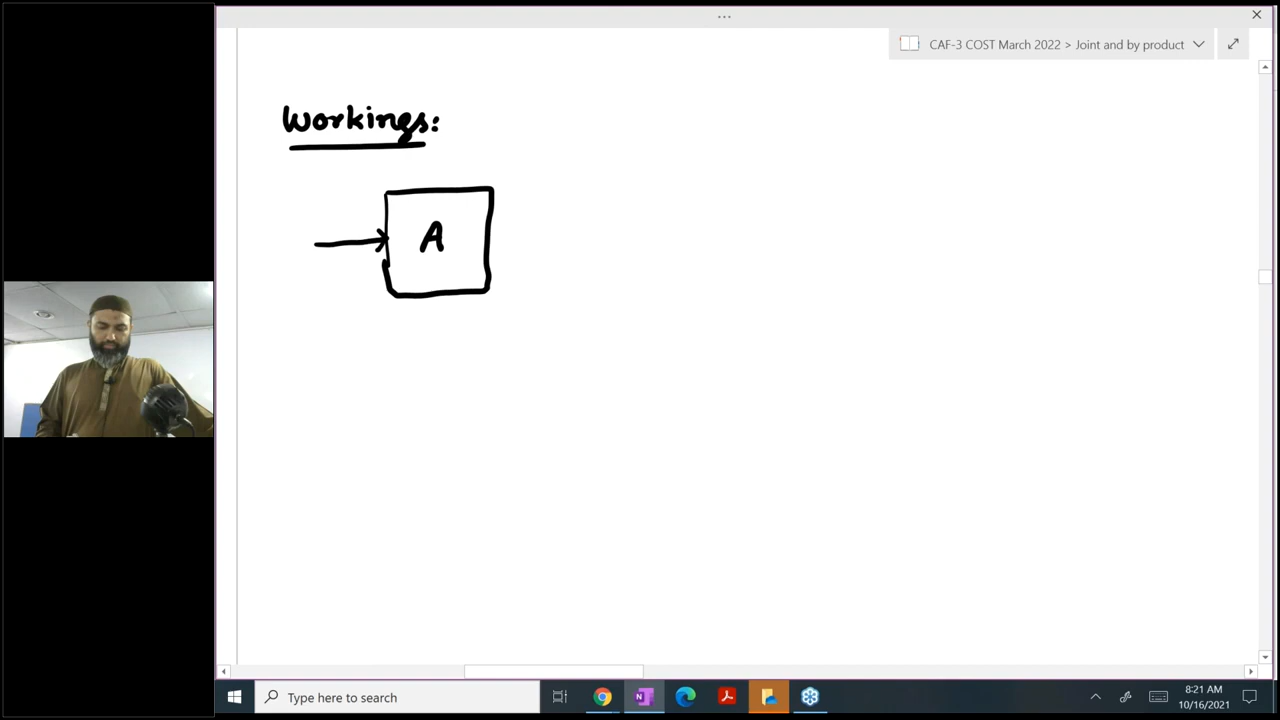 CAF-3 COST March 2022 > Joint and by product
Workings:
A
Type here to search
8:21 AM
10/16/2021